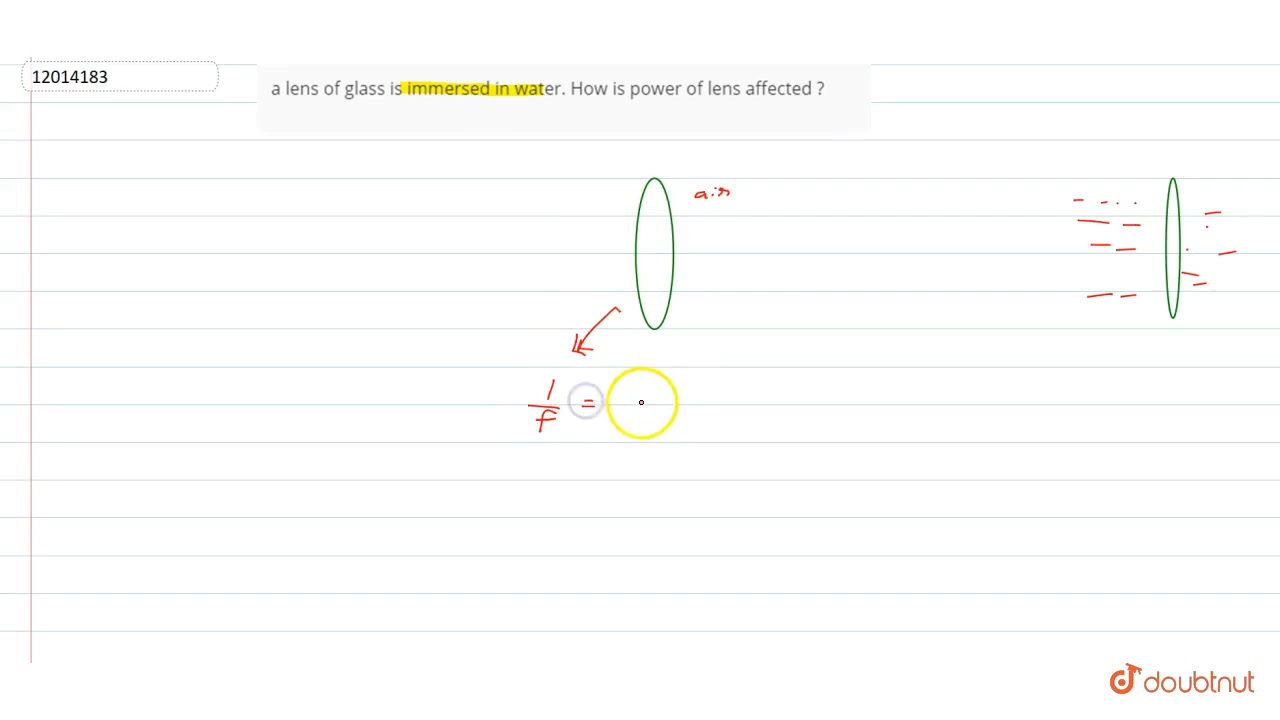 12014183
a lens of glass is immersed in water. How is power of lens affected ?
air
1/f =
doubtnut